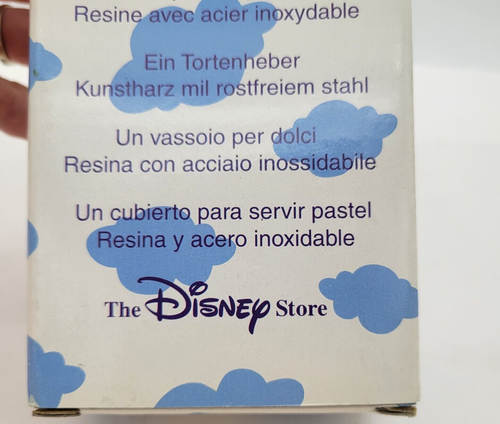 Resine avec acier inoxydable
Ein Tortenheber
Kunstharz mil rostfreiem stahl
Un vassoio per dolci
Resina con acciaio inossidabile
Un cubierto para servir pastel
Resina y acero inoxidable
The Disney Store